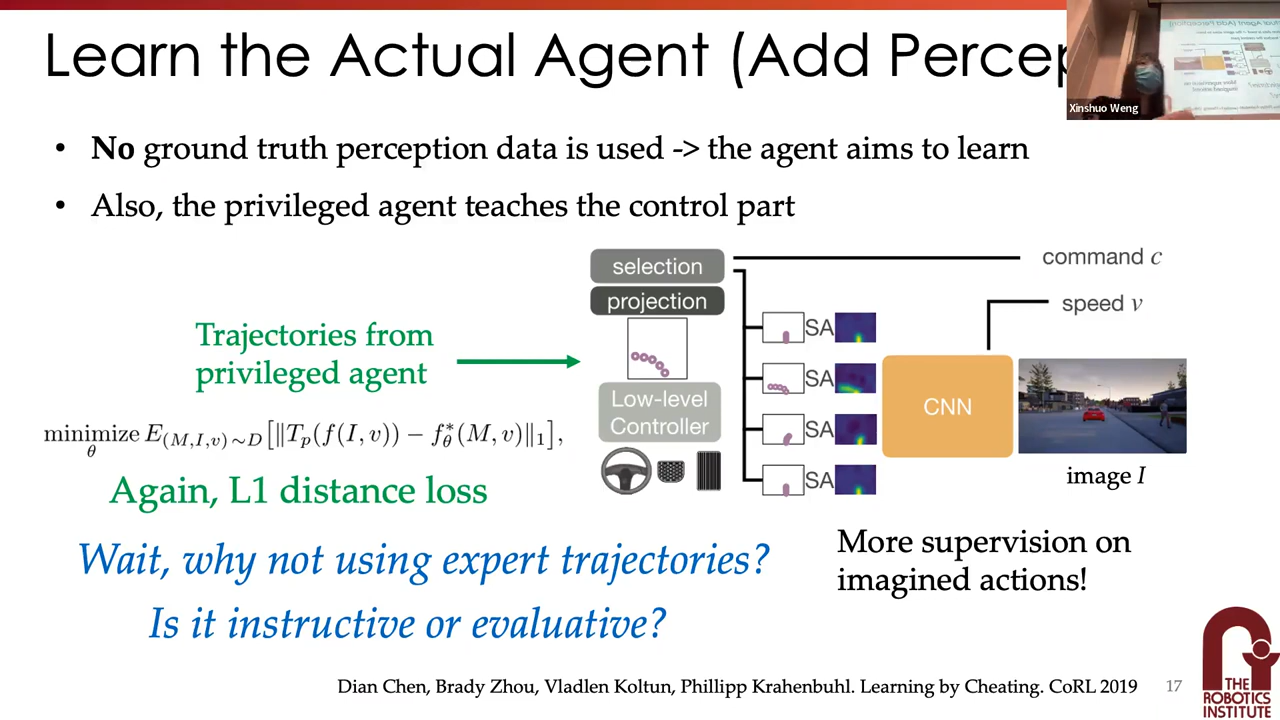 Learn the Actual Agent (Add Percep
Xinshuo Weng
• No ground truth perception data is used -> the agent aims to learn
• Also, the privileged agent teaches the control part
selection
projection
command c
speed v
Trajectories from
privileged agent
SA
SA
SA
SA
Low-level
Controller
CNN
minimize E(M,I,v)∼D [‖Tp(f(I, v)) − f*θ(M, v)‖1],
θ
image I
Again, L1 distance loss
Wait, why not using expert trajectories?
Is it instructive or evaluative?
More supervision on
imagined actions!
Dian Chen, Brady Zhou, Vladlen Koltun, Phillipp Krahenbuhl. Learning by Cheating. CoRL 2019
17
THE
ROBOTICS
INSTITUTE